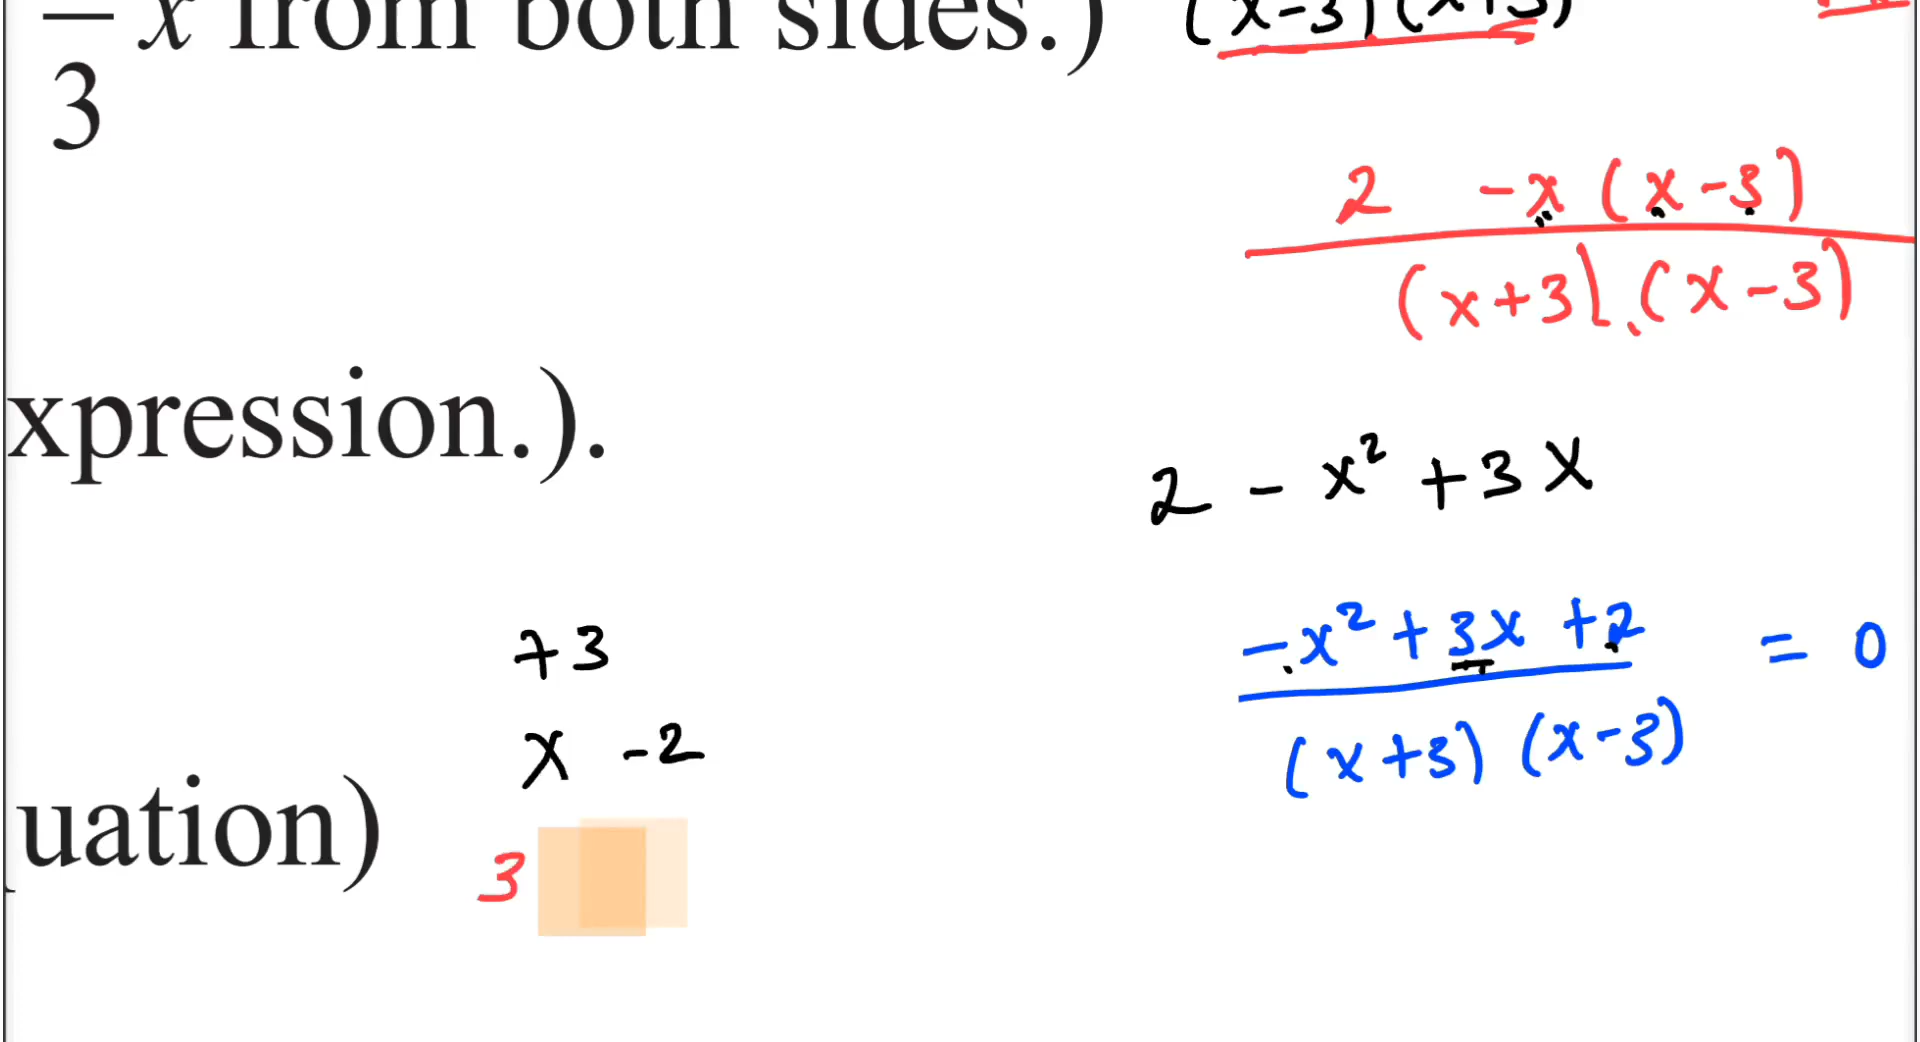 x from both sides.) (x-3)(x+3)
3
2 -x(x-3)
(x+3).(x-3)
xpression.).
2 - x² + 3x
-x² + 3x + 2 = 0
(x+3)(x-3)
+3
x -2
uation)
3